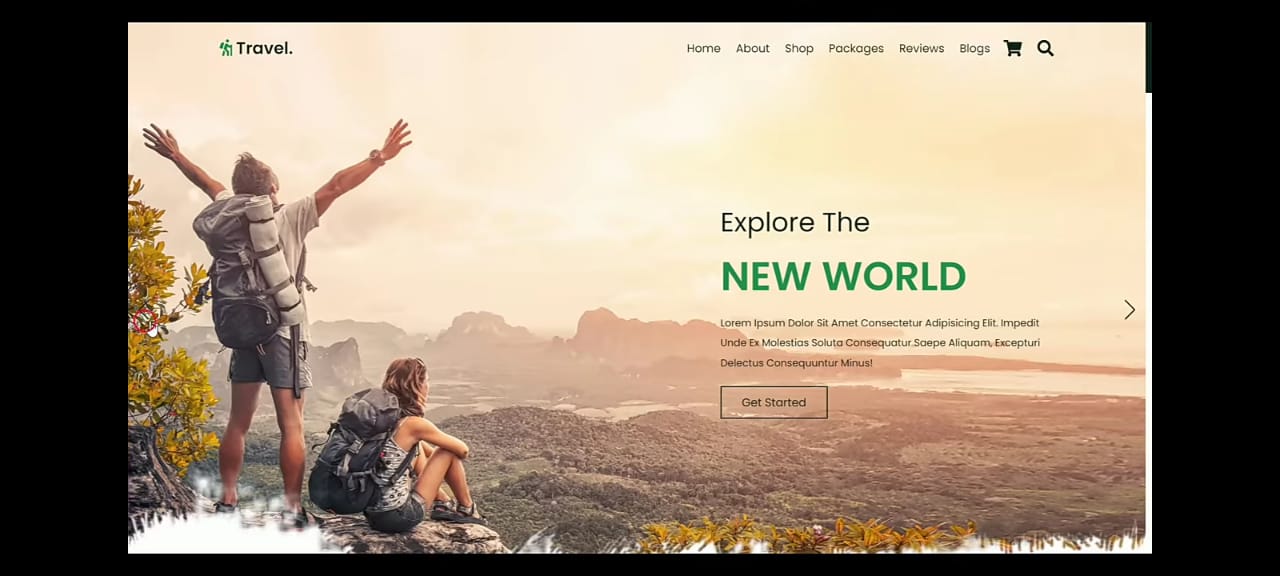 Travel.
Home About Shop Packages Reviews Blogs
Explore The
NEW WORLD
Lorem Ipsum Dolor Sit Amet Consectetur Adipisicing Elit. Impedit
Unde Ex Molestias Soluta Consequatur Saepe Aliquam, Excepturi
Delectus Consequuntur Minus!
Get Started